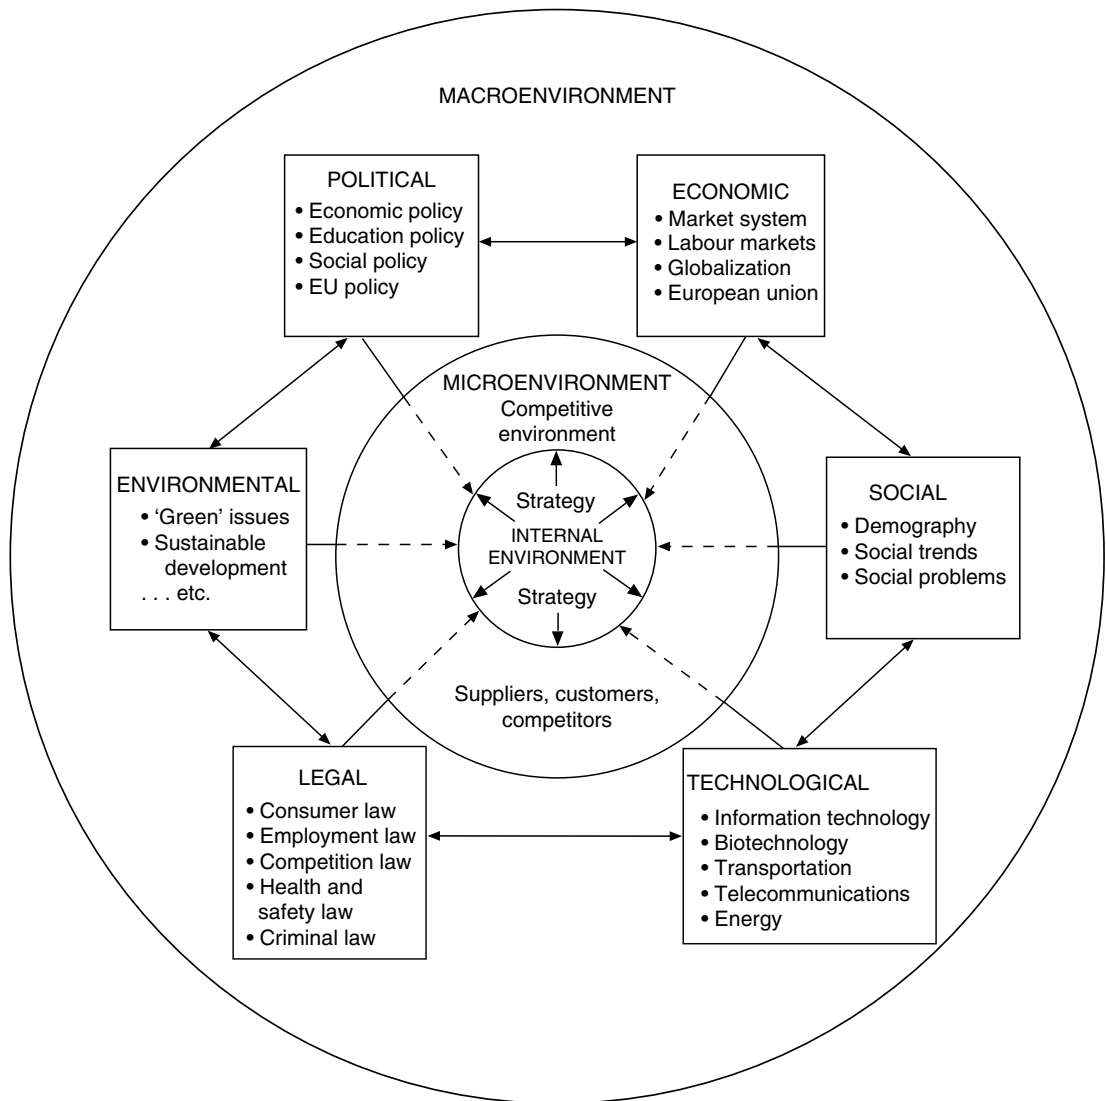 MACROENVIRONMENT
POLITICAL
• Economic policy
• Education policy
• Social policy
• EU policy
ECONOMIC
• Market system
• Labour markets
• Globalization
• European union
MICROENVIRONMENT
Competitive
environment
ENVIRONMENTAL
• ‘Green’ issues
• Sustainable
development
. . . etc.
Strategy
INTERNAL
ENVIRONMENT
Strategy
SOCIAL
• Demography
• Social trends
• Social problems
Suppliers, customers,
competitors
LEGAL
• Consumer law
• Employment law
• Competition law
• Health and
safety law
• Criminal law
TECHNOLOGICAL
• Information technology
• Biotechnology
• Transportation
• Telecommunications
• Energy